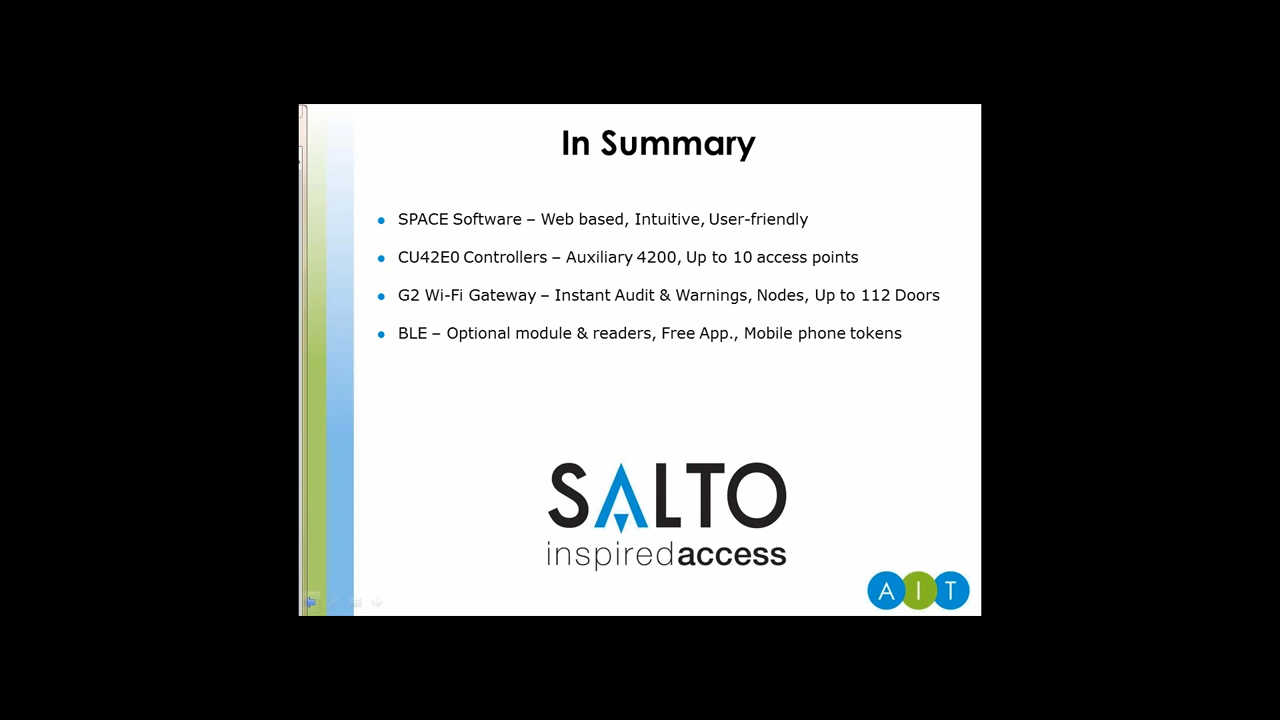 In Summary
SPACE Software – Web based, Intuitive, User-friendly
CU42E0 Controllers – Auxiliary 4200, Up to 10 access points
G2 Wi-Fi Gateway – Instant Audit & Warnings, Nodes, Up to 112 Doors
BLE – Optional module & readers, Free App., Mobile phone tokens
SALTO
inspiredaccess
AIT